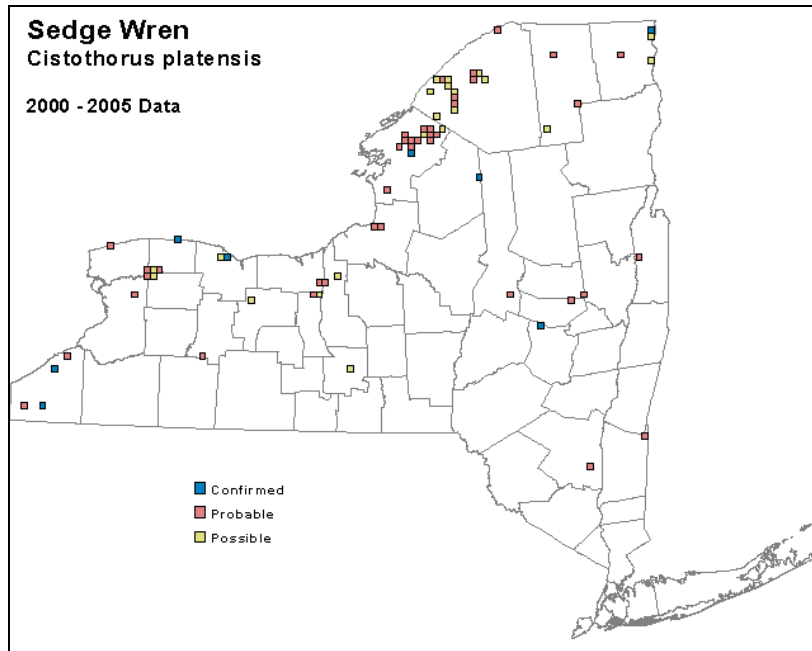 Sedge Wren
Cistothorus platensis
2000 - 2005 Data
Confirmed
Probable
Possible